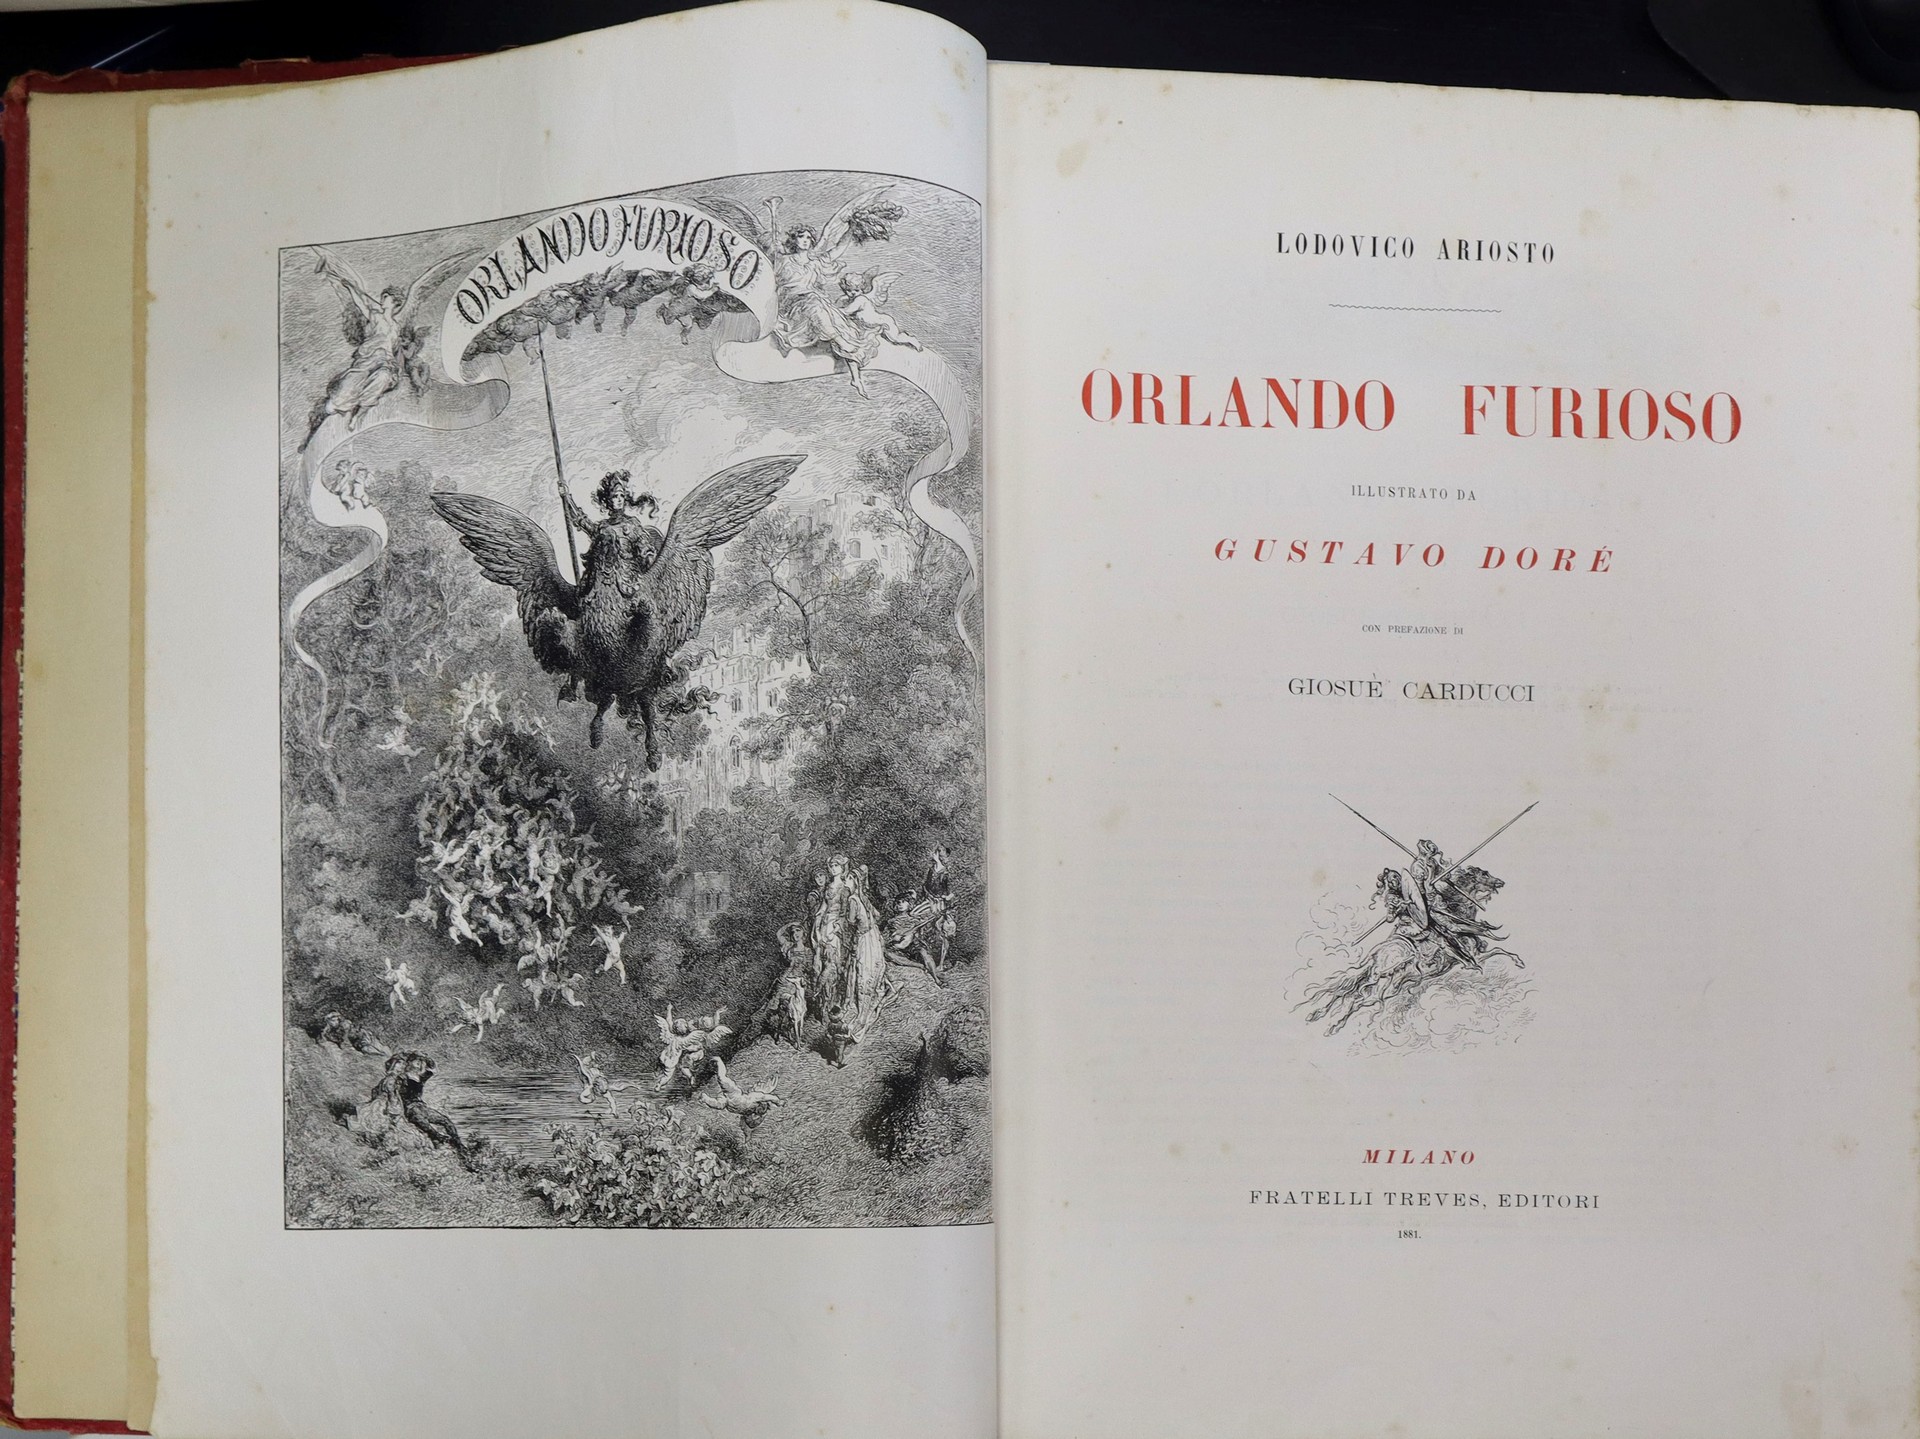 ORLANDO FURIOSO
LODOVICO ARIOSTO
ORLANDO FURIOSO
ILLUSTRATO DA
GUSTAVO DORÉ
CON PREFAZIONE DI
GIOSUÈ CARDUCCI
MILANO
FRATELLI TREVES, EDITORI
1881.